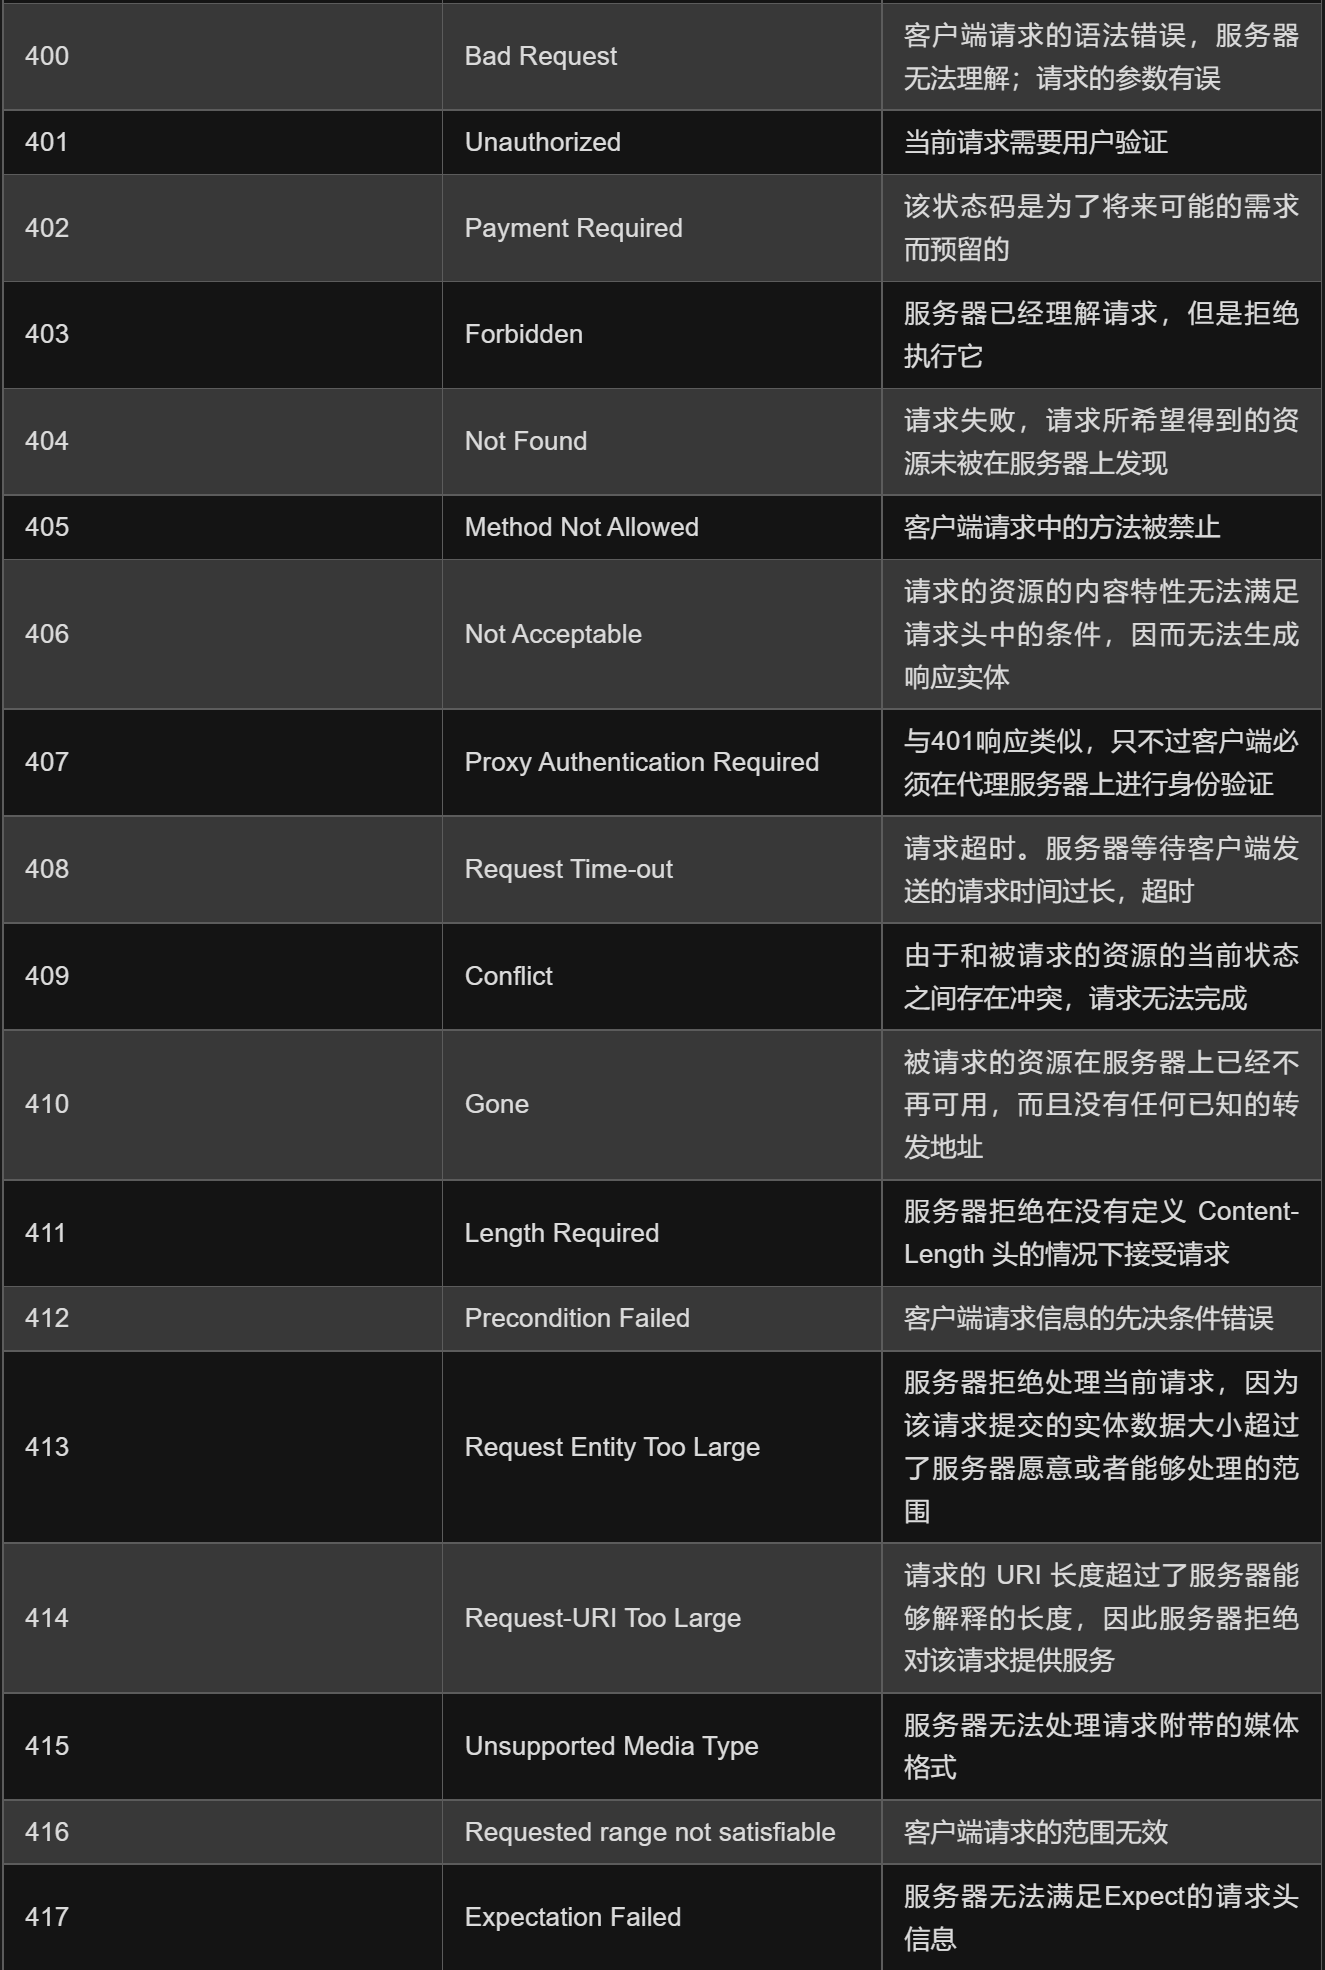 400
Bad Request
客户端请求的语法错误，服务器
无法理解；请求的参数有误
401
Unauthorized
当前请求需要用户验证
402
Payment Required
该状态码是为了将来可能的需求
而预留的
403
Forbidden
服务器已经理解请求，但是拒绝
执行它
404
Not Found
请求失败，请求所希望得到的资
源未被在服务器上发现
405
Method Not Allowed
客户端请求中的方法被禁止
406
Not Acceptable
请求的资源的内容特性无法满足
请求头中的条件，因而无法生成
响应实体
407
Proxy Authentication Required
与401响应类似，只不过客户端必
须在代理服务器上进行身份验证
408
Request Time-out
请求超时。服务器等待客户端发
送的请求时间过长，超时
409
Conflict
由于和被请求的资源的当前状态
之间存在冲突，请求无法完成
410
Gone
被请求的资源在服务器上已经不
再可用，而且没有任何已知的转
发地址
411
Length Required
服务器拒绝在没有定义 Content-
Length 头的情况下接受请求
412
Precondition Failed
客户端请求信息的先决条件错误
413
Request Entity Too Large
服务器拒绝处理当前请求，因为
该请求提交的实体数据大小超过
了服务器愿意或者能够处理的范
围
414
Request-URI Too Large
请求的 URI 长度超过了服务器能
够解释的长度，因此服务器拒绝
对该请求提供服务
415
Unsupported Media Type
服务器无法处理请求附带的媒体
格式
416
Requested range not satisfiable
客户端请求的范围无效
417
Expectation Failed
服务器无法满足Expect的请求头
信息